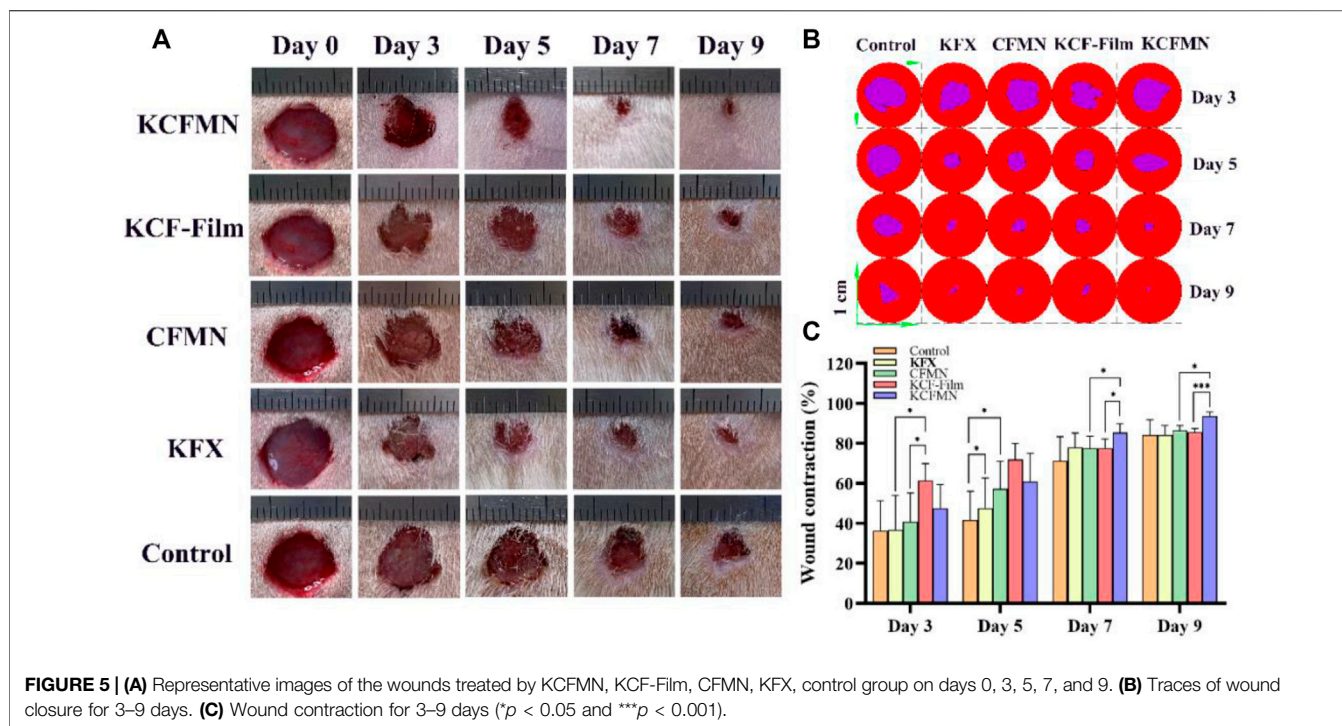 A
Day 0 Day 3 Day 5 Day 7 Day 9
KCFMN
KCF-Film
CFMN
KFX
Control
B
Control KFX CFMN KCF-Film KCFMN
Day 3
Day 5
Day 7
Day 9
1 cm
C
Wound contraction (%)
120
100
80
60
40
20
0
Control
KFX
CFMN
KCF-Film
KCFMN
* * * * * * * ***
Day 3 Day 5 Day 7 Day 9
FIGURE 5 | (A) Representative images of the wounds treated by KCFMN, KCF-Film, CFMN, KFX, control group on days 0, 3, 5, 7, and 9. (B) Traces of wound
closure for 3–9 days. (C) Wound contraction for 3–9 days (*p < 0.05 and ***p < 0.001).